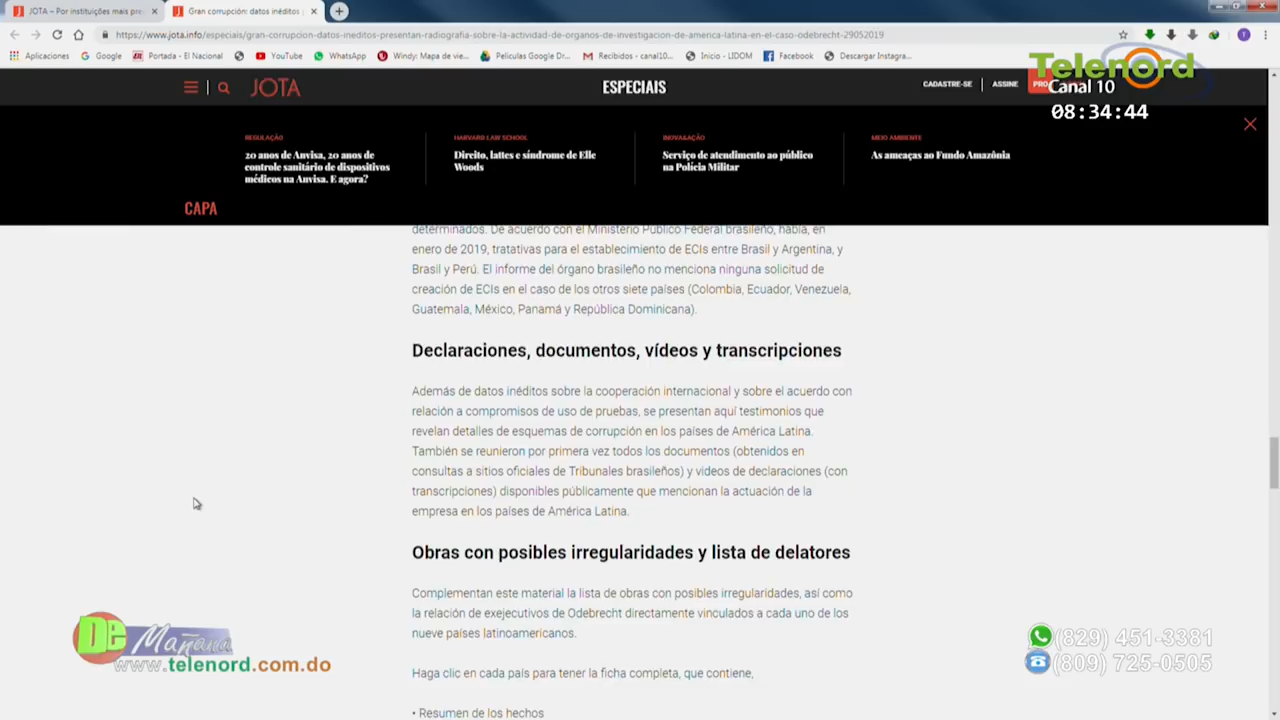 JOTA – Por instituições mais pre
Gran corrupción: datos inéditos
https://www.jota.info/especiais/gran-corrupcion-datos-ineditos-presentan-radiografia-sobre-la-actividad-de-organos-de-investigacion-de-america-latina-en-el-caso-odebrecht-29052019
Aplicaciones
Google
Portada - El Nacional
YouTube
WhatsApp
Windy: Mapa de vie...
Películas Google Dr...
Recibidos - canal10...
Inicio - LIDOM
Facebook
Descargar Instagra...
Telenord
Canal 10
08:34:44
JOTA
ESPECIAIS
CADASTRE-SE
ASSINE
PRO
REGULAÇÃO
20 anos de Anvisa, 20 anos de
controle sanitário de dispositivos
médicos na Anvisa. E agora?
HARVARD LAW SCHOOL
Direito, lattes e síndrome de Elle
Woods
INOVA&AÇÃO
Serviço de atendimento ao público
na Polícia Militar
MEIO AMBIENTE
As ameaças ao Fundo Amazônia
CAPA
determinados. De acuerdo con el Ministerio Público Federal brasileño, había, en
enero de 2019, tratativas para el establecimiento de ECIs entre Brasil y Argentina, y
Brasil y Perú. El informe del órgano brasileño no menciona ninguna solicitud de
creación de ECIs en el caso de los otros siete países (Colombia, Ecuador, Venezuela,
Guatemala, México, Panamá y República Dominicana).
Declaraciones, documentos, vídeos y transcripciones
Además de datos inéditos sobre la cooperación internacional y sobre el acuerdo con
relación a compromisos de uso de pruebas, se presentan aquí testimonios que
revelan detalles de esquemas de corrupción en los países de América Latina.
También se reunieron por primera vez todos los documentos (obtenidos en
consultas a sitios oficiales de Tribunales brasileños) y videos de declaraciones (con
transcripciones) disponibles públicamente que mencionan la actuación de la
empresa en los países de América Latina.
Obras con posibles irregularidades y lista de delatores
Complementan este material la lista de obras con posibles irregularidades, así como
la relación de exejecutivos de Odebrecht directamente vinculados a cada uno de los
nueve países latinoamericanos.
Haga clic en cada país para tener la ficha completa, que contiene,
• Resumen de los hechos
De Mañana
www.telenord.com.do
(829) 451-3381
(809) 725-0505